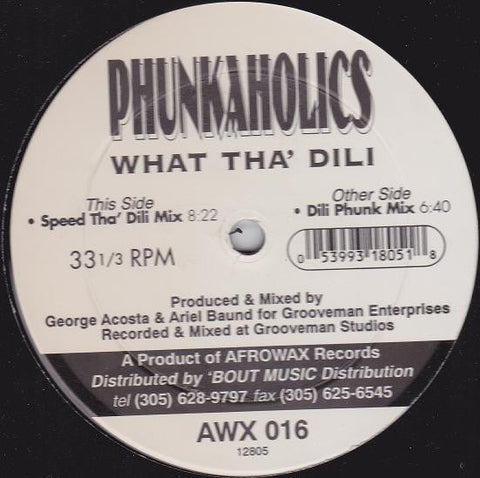 PHUNKAHOLICS
WHAT THA' DILI
This Side
• Speed Tha' Dili Mix 8:22
Other Side
• Dili Phunk Mix 6:40
33 1/3 RPM
0 53993 18051 8
Produced & Mixed by
George Acosta & Ariel Baund for Grooveman Enterprises
Recorded & Mixed at Grooveman Studios
A Product of AFROWAX Records
Distributed by 'BOUT MUSIC Distribution
tel (305) 628-9797 fax (305) 625-6545
AWX 016
12805